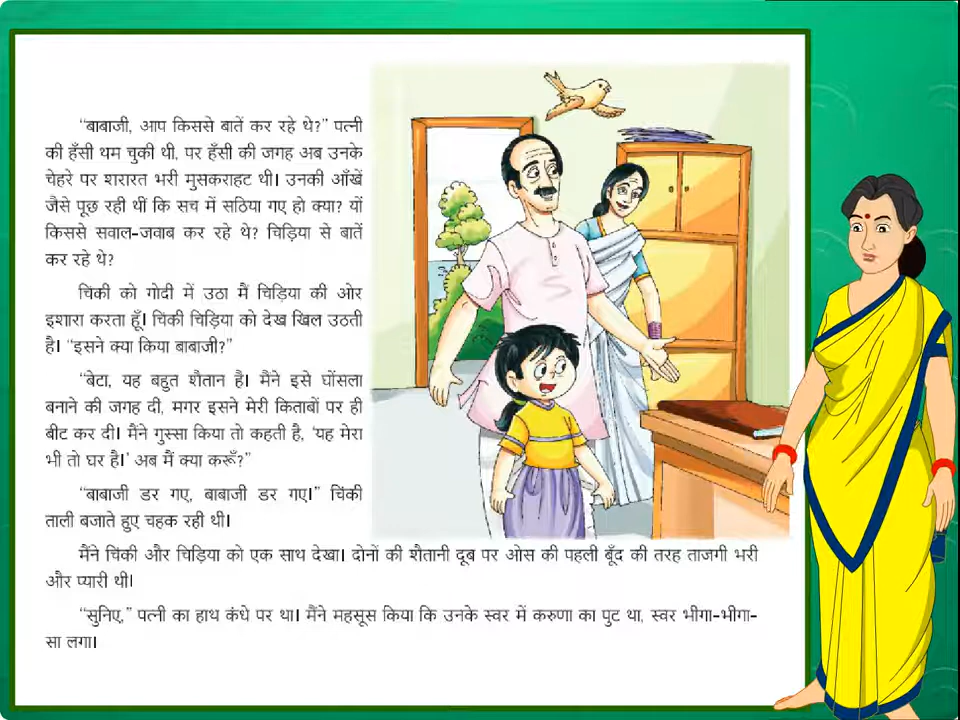 “बाबाजी, आप किससे बातें कर रहे थे?” पत्नी
की हँसी थम चुकी थी, पर हँसी की जगह अब उनके
चेहरे पर शरारत भरी मुसकराहट थी। उनकी आँखें
जैसे पूछ रही थीं कि सच में सठिया गए हो क्या? यों
किससे सवाल-जवाब कर रहे थे? चिड़िया से बातें
कर रहे थे?
चिंकी को गोदी में उठा मैं चिड़िया की ओर
इशारा करता हूँ। चिंकी चिड़िया को देख खिल उठती
है। “इसने क्या किया बाबाजी?”
“बेटा, यह बहुत शैतान है। मैंने इसे घोंसला
बनाने की जगह दी, मगर इसने मेरी किताबों पर ही
बीट कर दी। मैंने गुस्सा किया तो कहती है, ‘यह मेरा
भी तो घर है।’ अब मैं क्या करूँ?”
“बाबाजी डर गए, बाबाजी डर गए।” चिंकी
ताली बजाते हुए चहक रही थी।
मैंने चिंकी और चिड़िया को एक साथ देखा। दोनों की शैतानी दूब पर ओस की पहली बूँद की तरह ताजगी भरी
और प्यारी थी।
“सुनिए,” पत्नी का हाथ कंधे पर था। मैंने महसूस किया कि उनके स्वर में करुणा का पुट था, स्वर भीगा-भीगा-
सा लगा।